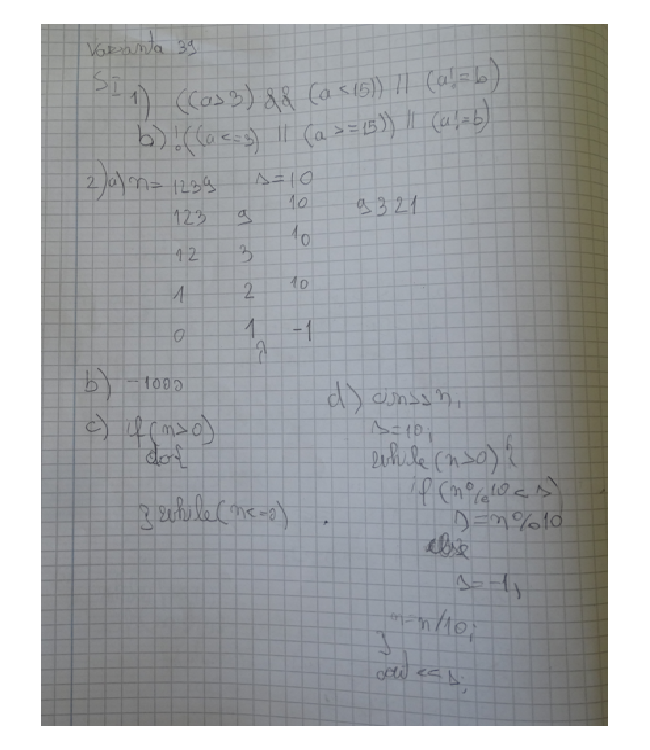 Varianta 39
SI
1) ((a>3) && (a<15)) || (a!=b)
b) !((a<=3) || (a>=15)) || (a!=b)
2) a) n=1239 s=10
123 9 10 9321
12 3 10
1 2 10
0 1 -1
b) -1000
c) if (n>0)
do{
}while(n<=0)
d) cin>>n;
s=10;
while(n>0){
if(n%10<s)
s=n%10
else
s=-1;
n=n/10;
}
cout<<s;